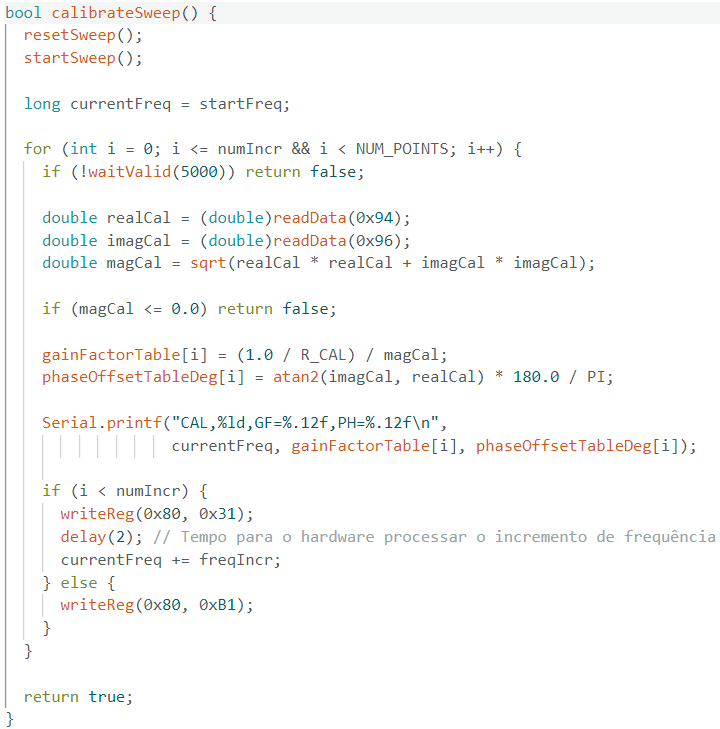 bool calibrateSweep() {
  resetSweep();
  startSweep();

  long currentFreq = startFreq;

  for (int i = 0; i <= numIncr && i < NUM_POINTS; i++) {
    if (!waitValid(5000)) return false;

    double realCal = (double)readData(0x94);
    double imagCal = (double)readData(0x96);
    double magCal = sqrt(realCal * realCal + imagCal * imagCal);

    if (magCal <= 0.0) return false;

    gainFactorTable[i] = (1.0 / R_CAL) / magCal;
    phaseOffsetTableDeg[i] = atan2(imagCal, realCal) * 180.0 / PI;

    Serial.printf("CAL,%ld,GF=%.12f,PH=%.12f\n",
                  currentFreq, gainFactorTable[i], phaseOffsetTableDeg[i]);

    if (i < numIncr) {
      writeReg(0x80, 0x31);
      delay(2); // Tempo para o hardware processar o incremento de frequência
      currentFreq += freqIncr;
    } else {
      writeReg(0x80, 0xB1);
    }
  }

  return true;
}